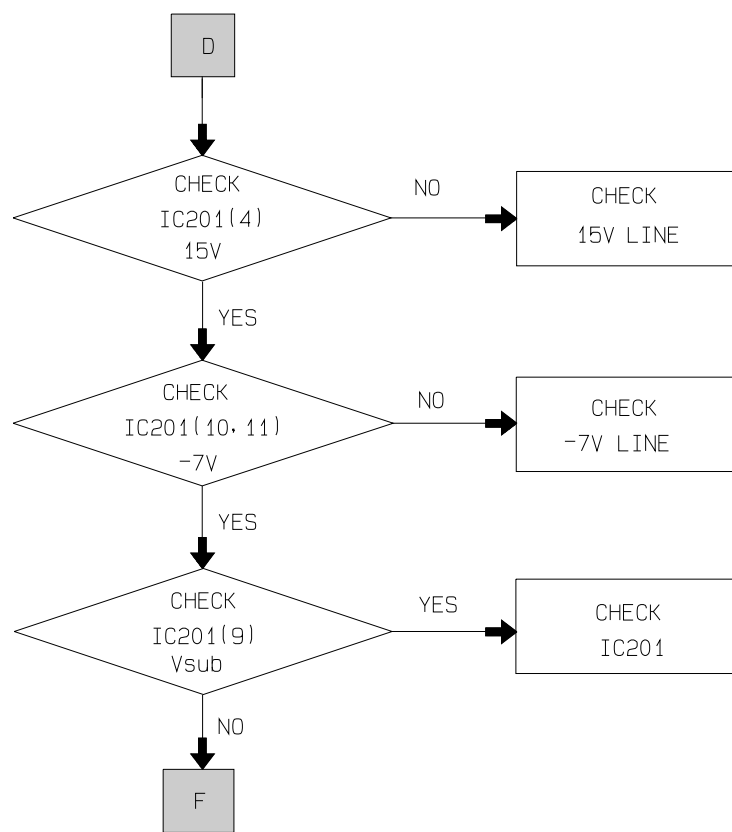 D
CHECK
IC201(4)
15V
NO
CHECK
15V LINE
YES
CHECK
IC201(10, 11)
-7V
NO
CHECK
-7V LINE
YES
CHECK
IC201(9)
Vsub
YES
CHECK
IC201
NO
F